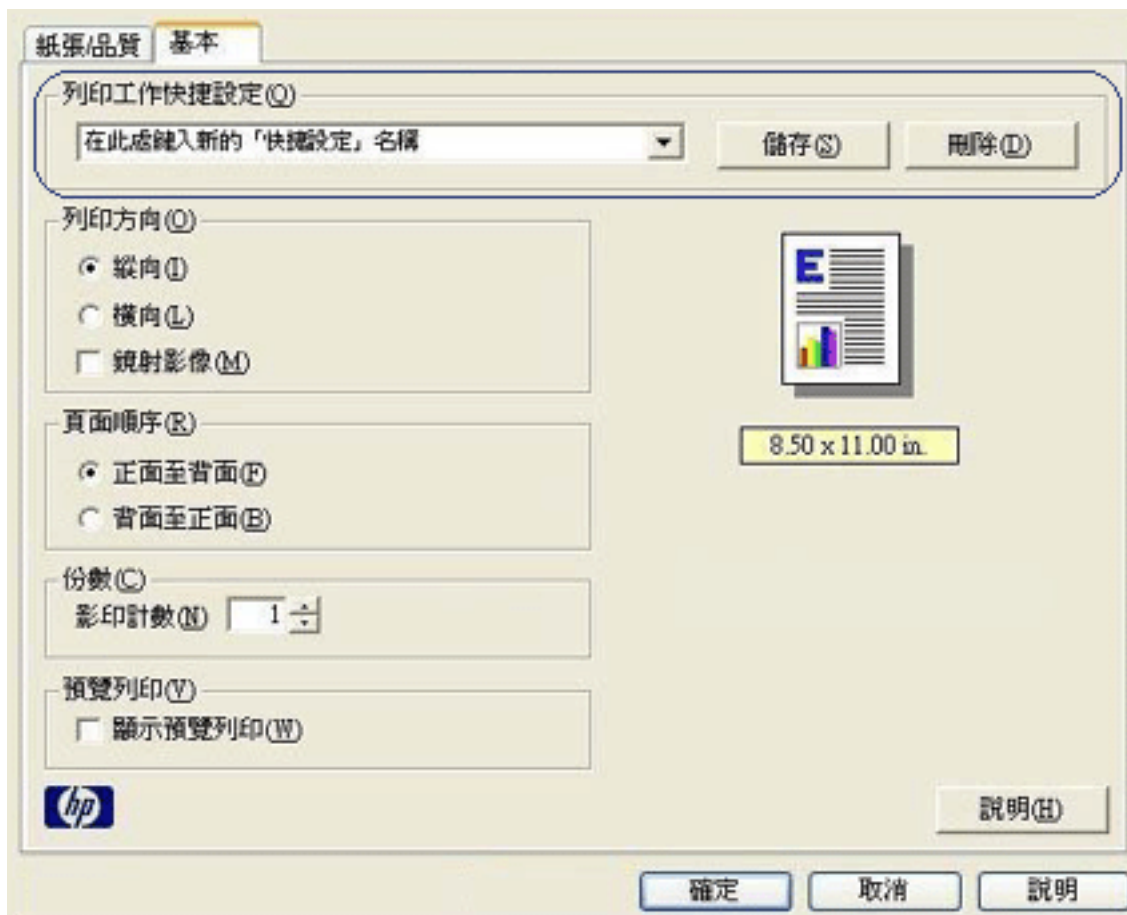 紙張/品質 基本
列印工作快捷設定(Q)
在此處鍵入新的「快捷設定」名稱
儲存(S) 刪除(D)
列印方向(O)
縱向(I)
橫向(L)
鏡射影像(M)
E
8.50 x 11.00 in.
頁面順序(R)
正面至背面(F)
背面至正面(B)
份數(C)
影印計數(N) 1
預覽列印(V)
顯示預覽列印(W)
hp
說明(H)
確定 取消 說明